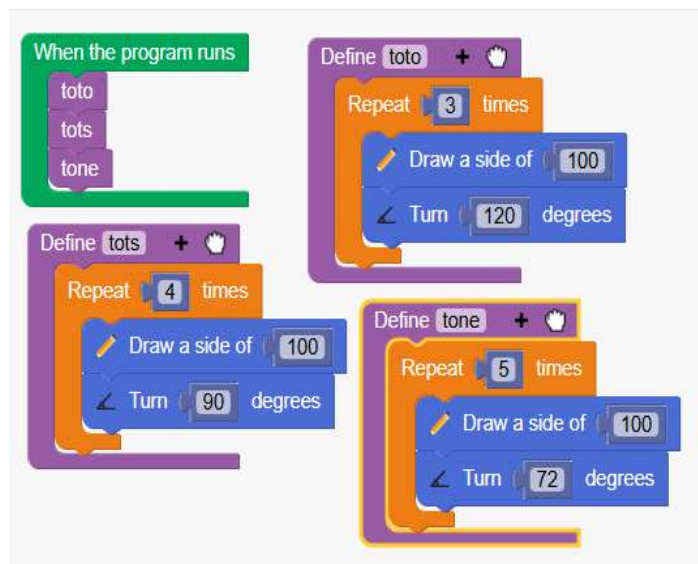 When the program runs
toto
tots
tone
Define toto +
Repeat 3 times
Draw a side of 100
Turn 120 degrees
Define tots +
Repeat 4 times
Draw a side of 100
Turn 90 degrees
Define tone +
Repeat 5 times
Draw a side of 100
Turn 72 degrees